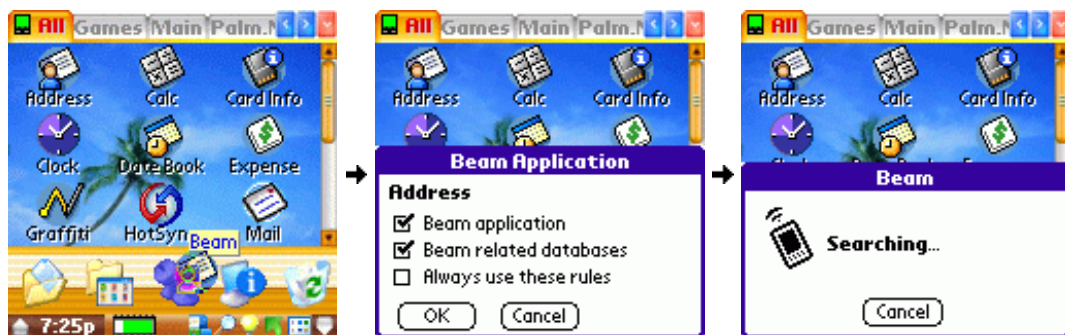 All Games Main Palm.N
Address Calc Card Info
Clock Date Book Expense
Graffiti HotSync Mail
Beam
7:25p
All Games Main Palm.N
Address Calc Card Info
Beam Application
Address
Beam application
Beam related databases
Always use these rules
OK Cancel
All Games Main Palm.N
Address Calc Card Info
Beam
Searching...
Cancel